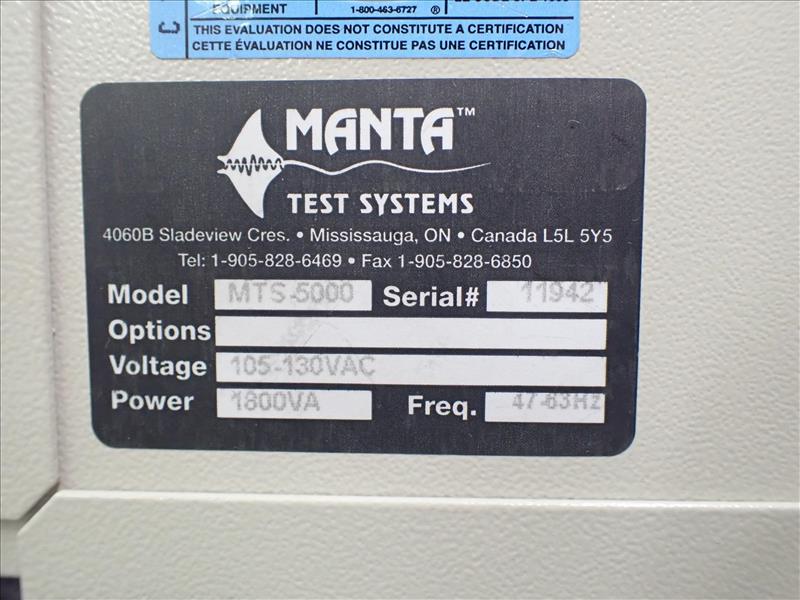 EQUIPMENT 1-800-463-6727 ®
THIS EVALUATION DOES NOT CONSTITUTE A CERTIFICATION
CETTE ÉVALUATION NE CONSTITUE PAS UNE CERTIFICATION
MANTA™
TEST SYSTEMS
4060B Sladeview Cres. • Mississauga, ON • Canada L5L 5Y5
Tel: 1-905-828-6469 • Fax 1-905-828-6850
Model MTS-5000 Serial# 11942
Options
Voltage 105-130VAC
Power 1800VA Freq. 47-63Hz